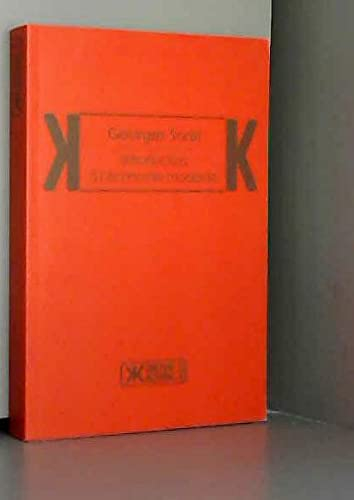 Georges Sorel
Introduction
à l'économie moderne
K
K